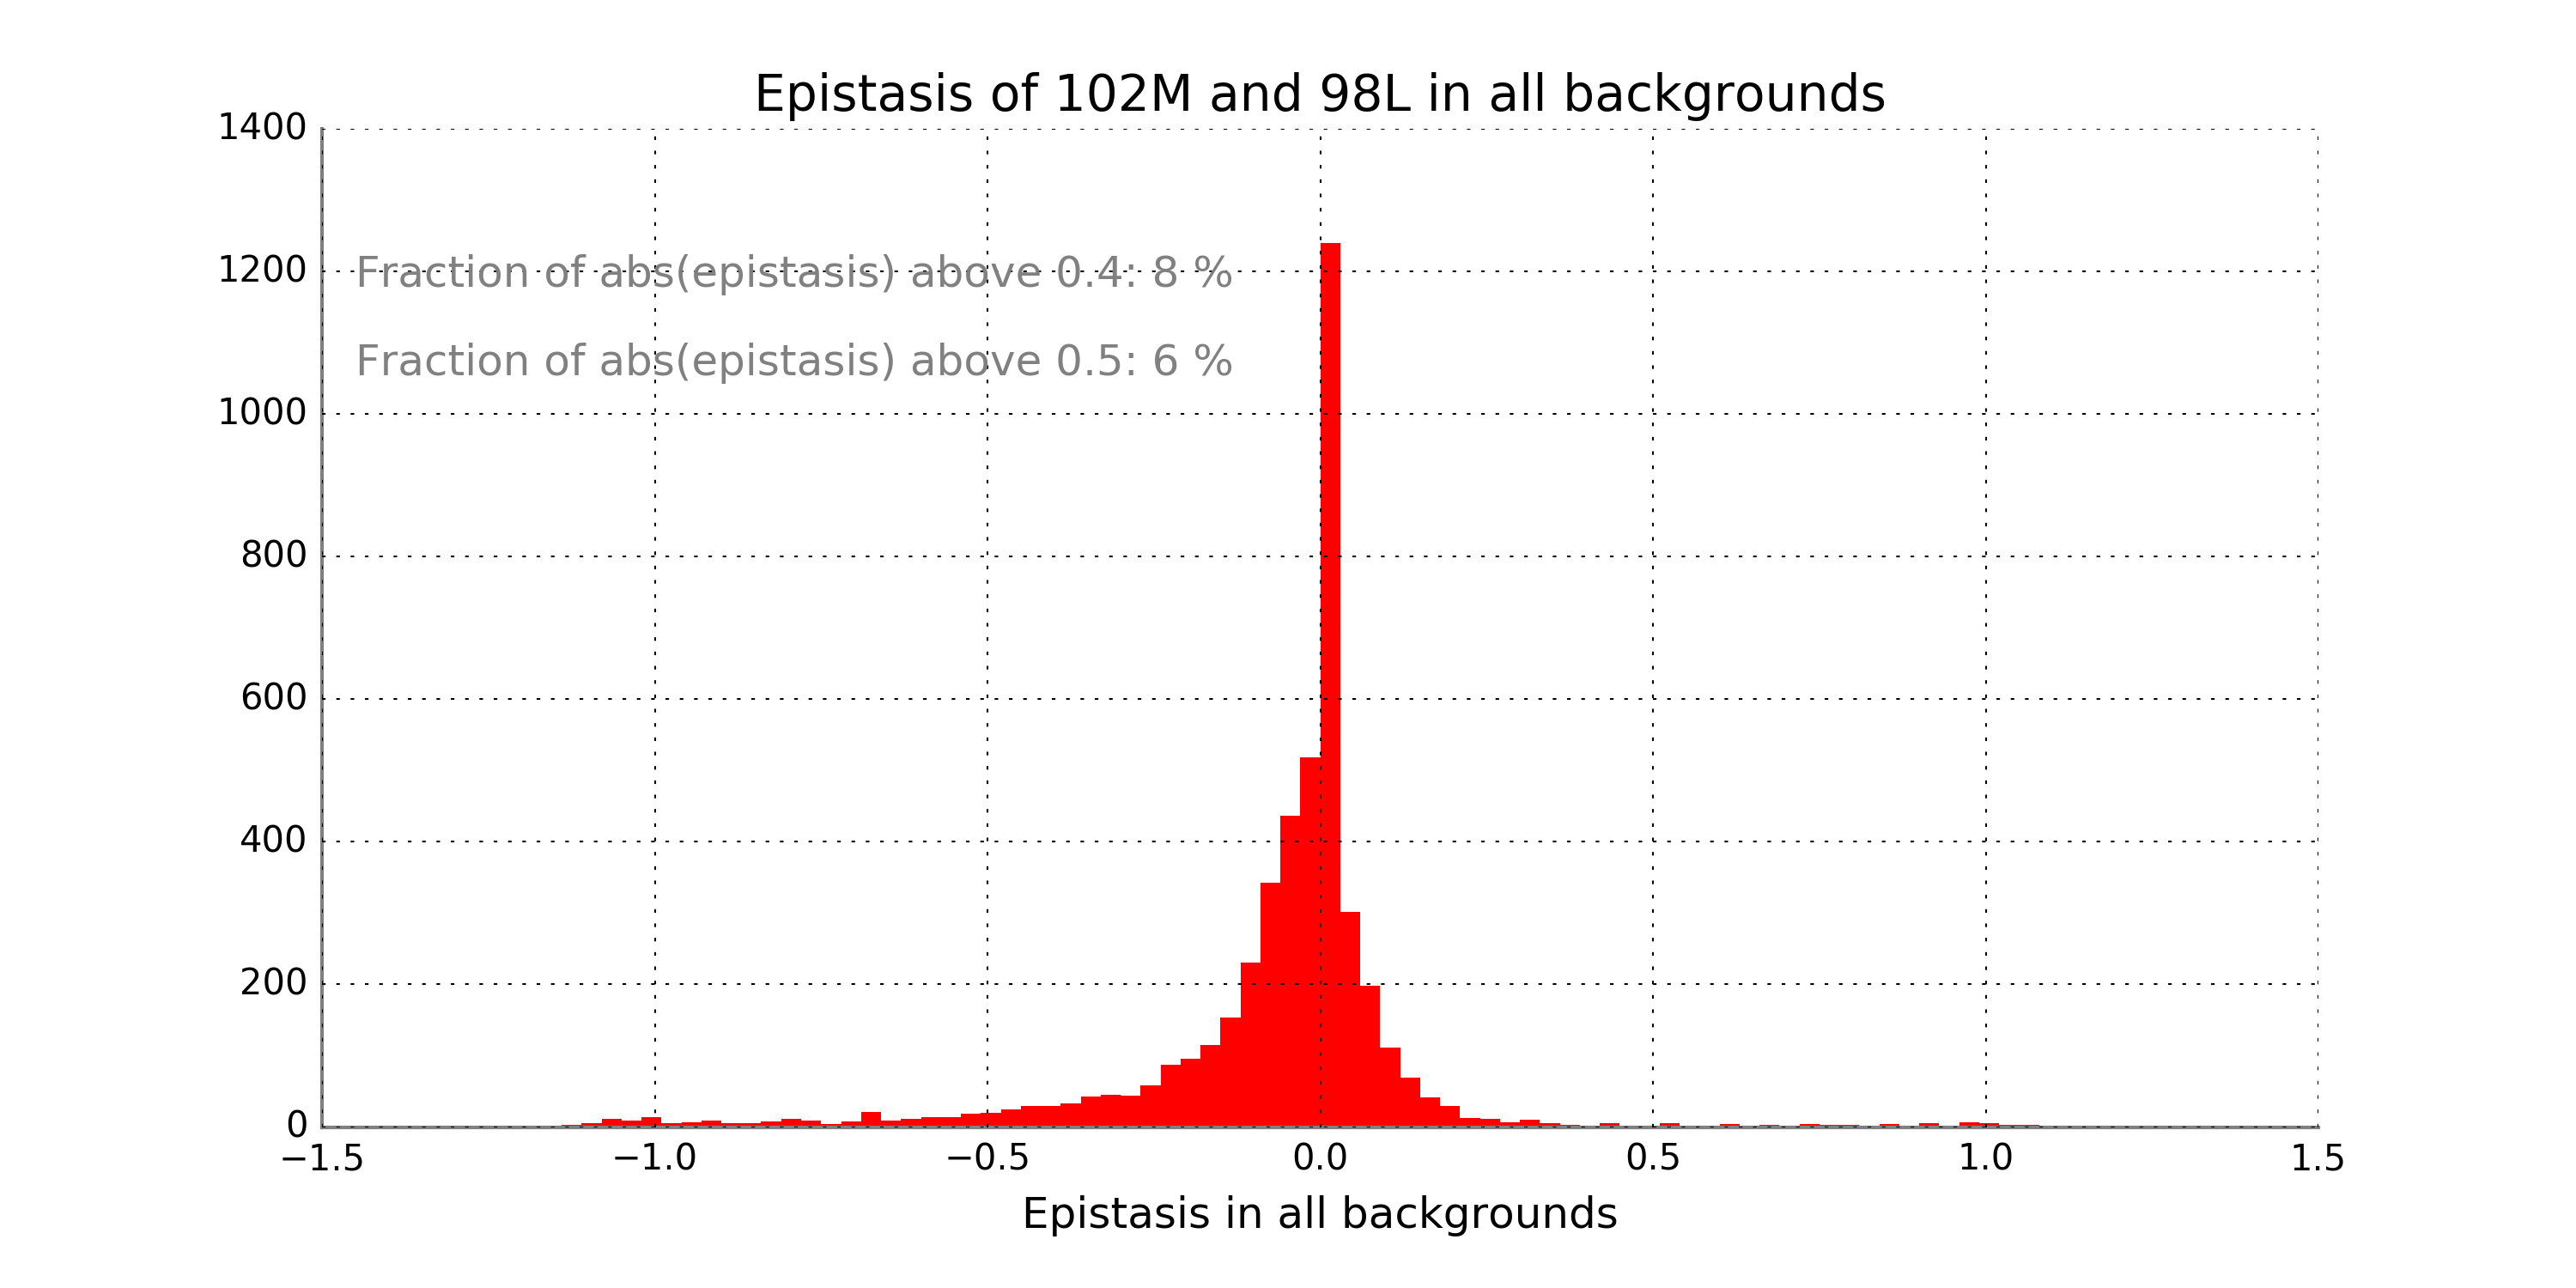 Epistasis of 102M and 98L in all backgrounds
1400
1200
Fraction of abs(epistasis) above 0.4: 8 %
Fraction of abs(epistasis) above 0.5: 6 %
1000
800
600
400
200
0
−1.5 −1.0 −0.5 0.0 0.5 1.0 1.5
Epistasis in all backgrounds